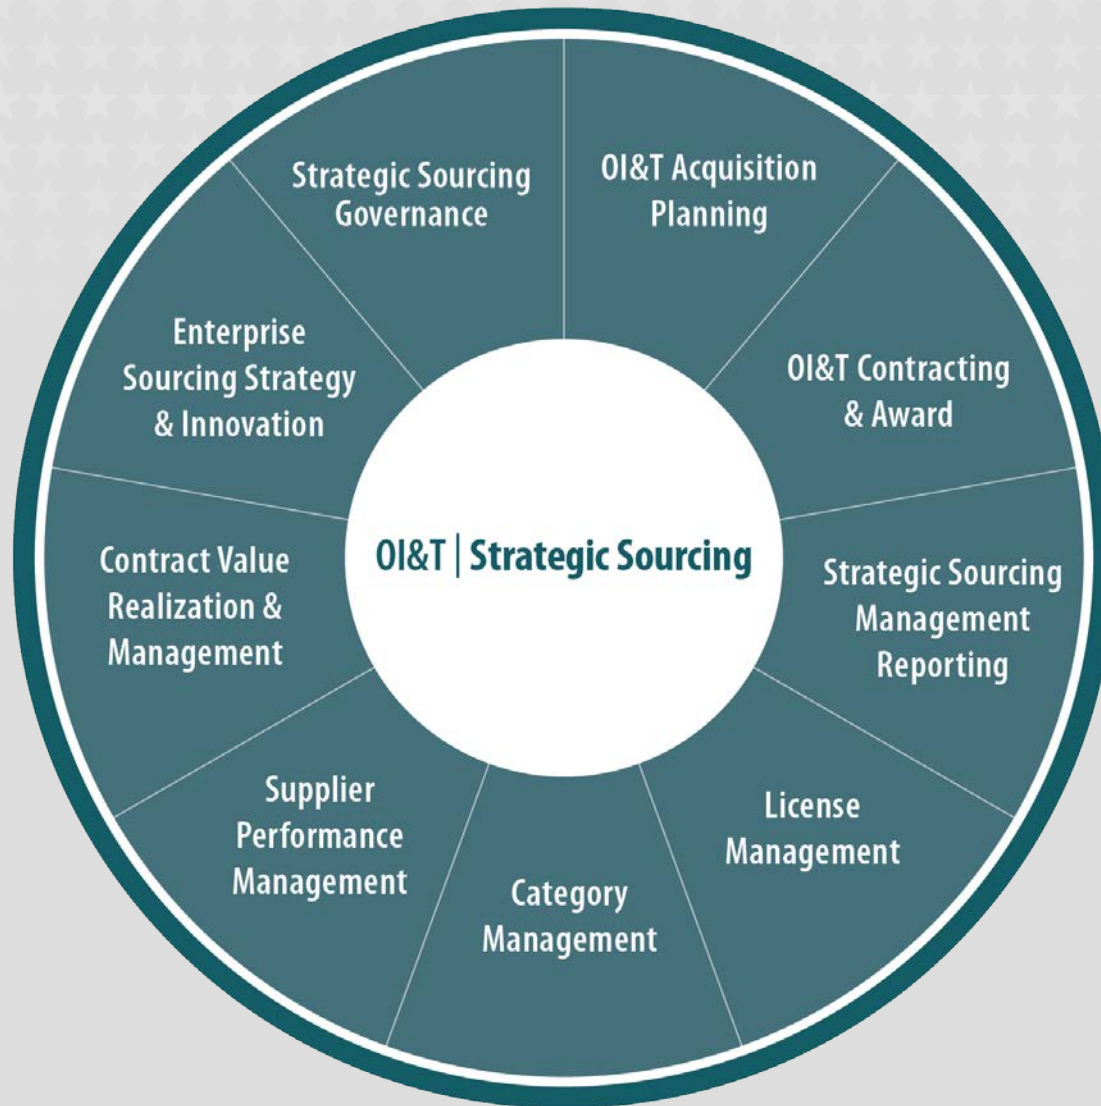 OI&T Acquisition
Planning
OI&T Contracting
& Award
Strategic Sourcing
Management
Reporting
License
Management
Category
Management
Supplier
Performance
Management
Contract Value
Realization &
Management
Enterprise
Sourcing Strategy
& Innovation
Strategic Sourcing
Governance
OI&T | Strategic Sourcing